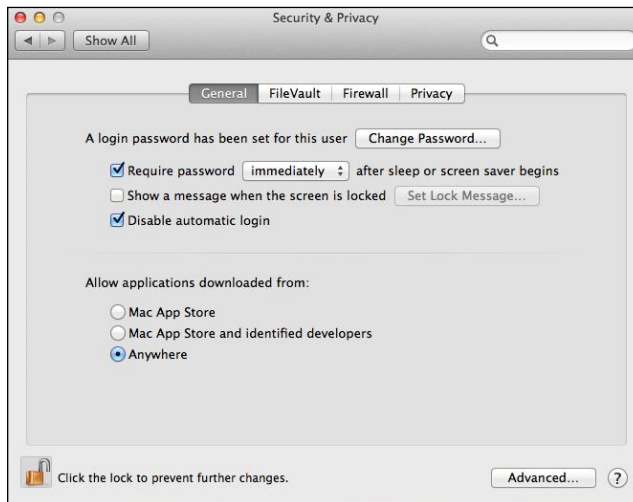 Security & Privacy
Show All
General FileVault Firewall Privacy
A login password has been set for this user Change Password...
Require password immediately after sleep or screen saver begins
Show a message when the screen is locked Set Lock Message...
Disable automatic login
Allow applications downloaded from:
Mac App Store
Mac App Store and identified developers
Anywhere
Click the lock to prevent further changes. Advanced... ?